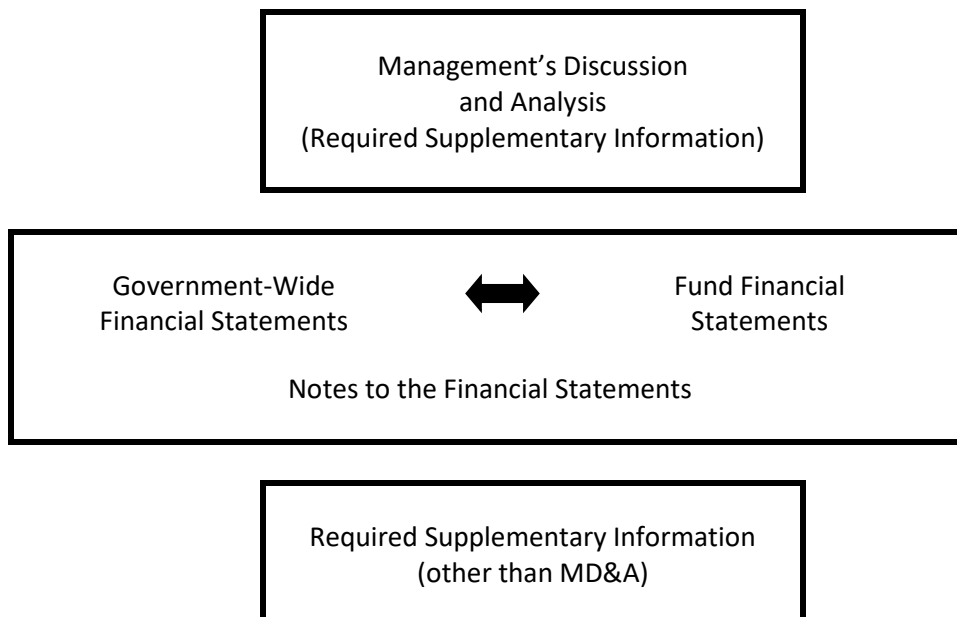 Management’s Discussion
and Analysis
(Required Supplementary Information)
Government-Wide
Financial Statements
Fund Financial
Statements
Notes to the Financial Statements
Required Supplementary Information
(other than MD&A)